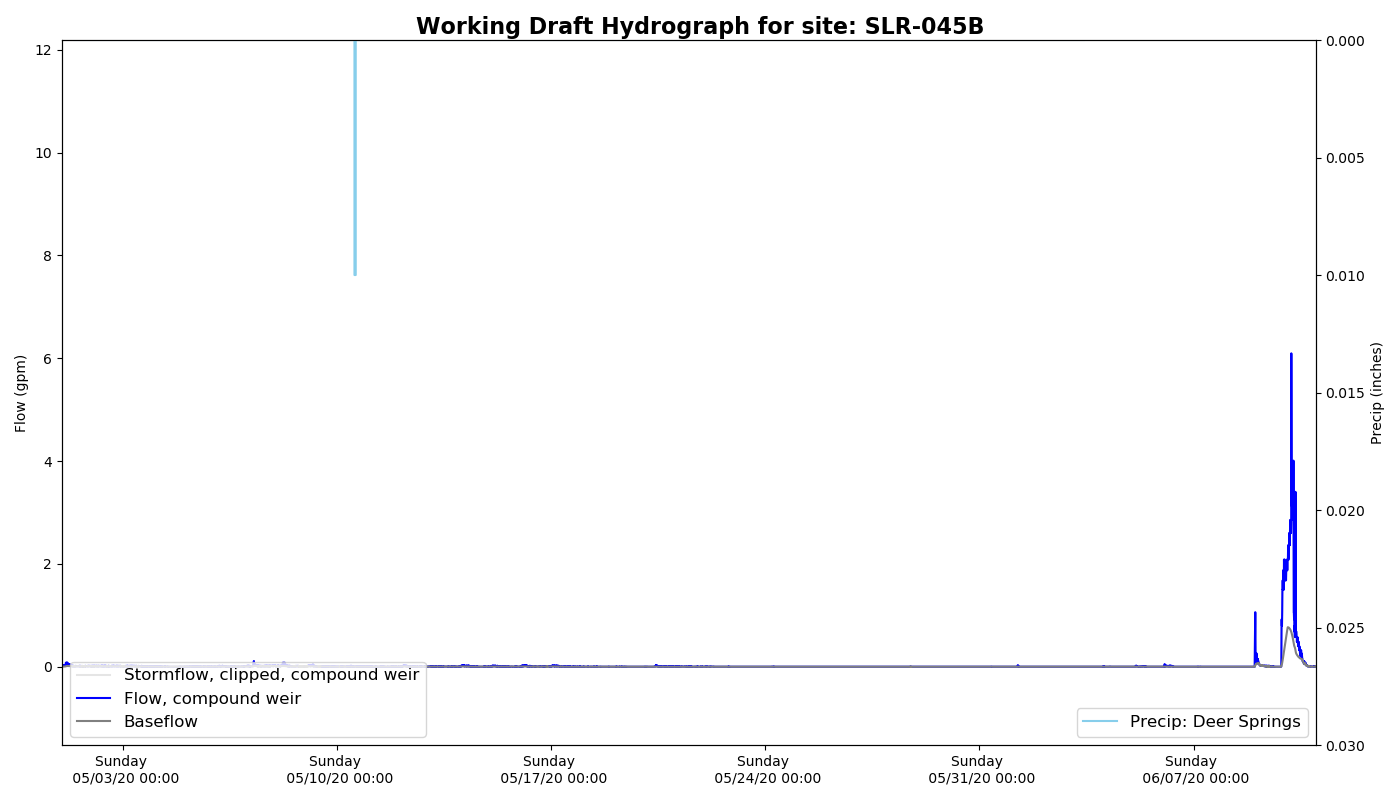 Working Draft Hydrograph for site: SLR-045B
12
10
8
6
4
2
0
Flow (gpm)
0.000
0.005
0.010
0.015
0.020
0.025
0.030
Precip (inches)
Stormflow, clipped, compound weir
Flow, compound weir
Baseflow
Precip: Deer Springs
Sunday
05/03/20 00:00
Sunday
05/10/20 00:00
Sunday
05/17/20 00:00
Sunday
05/24/20 00:00
Sunday
05/31/20 00:00
Sunday
06/07/20 00:00